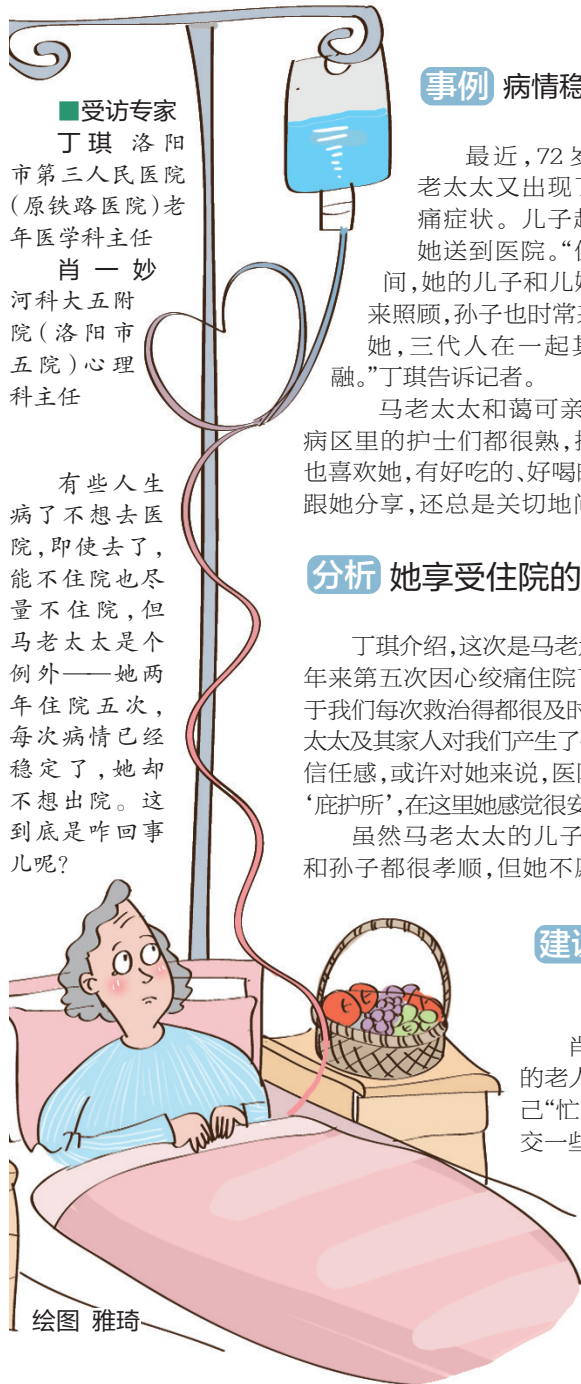 ■受访专家
丁琪 洛阳
市第三人民医院
(原铁路医院)老
年医学科主任
肖一妙
河科大五附
院(洛阳市
五院)心理
科主任
有些人生
病了不想去医
院,即使去了,
能不住院也尽
量不住院,但
马老太太是个
例外——她两
年住院五次,
每次病情已经
稳定了,她却
不想出院。这
到底是咋回事
儿呢?
事例 病情稳
最近,72岁
老太太又出现了
痛症状。儿子赶
她送到医院。“住
间,她的儿子和儿媳
来照顾,孙子也时常来
她,三代人在一起其
融。”丁琪告诉记者。
马老太太和蔼可亲
病区里的护士们都很熟,
也喜欢她,有好吃的、好喝的
跟她分享,还总是关切地问
分析 她享受住院的
丁琪介绍,这次是马老太
年来第五次因心绞痛住院了
于我们每次救治得都很及时
太太及其家人对我们产生了
信任感,或许对她来说,医院
‘庇护所’,在这里她感觉很安
虽然马老太太的儿子
和孙子都很孝顺,但她不愿
建议
肖
的老人
己“忙
交一些
绘图 雅琦